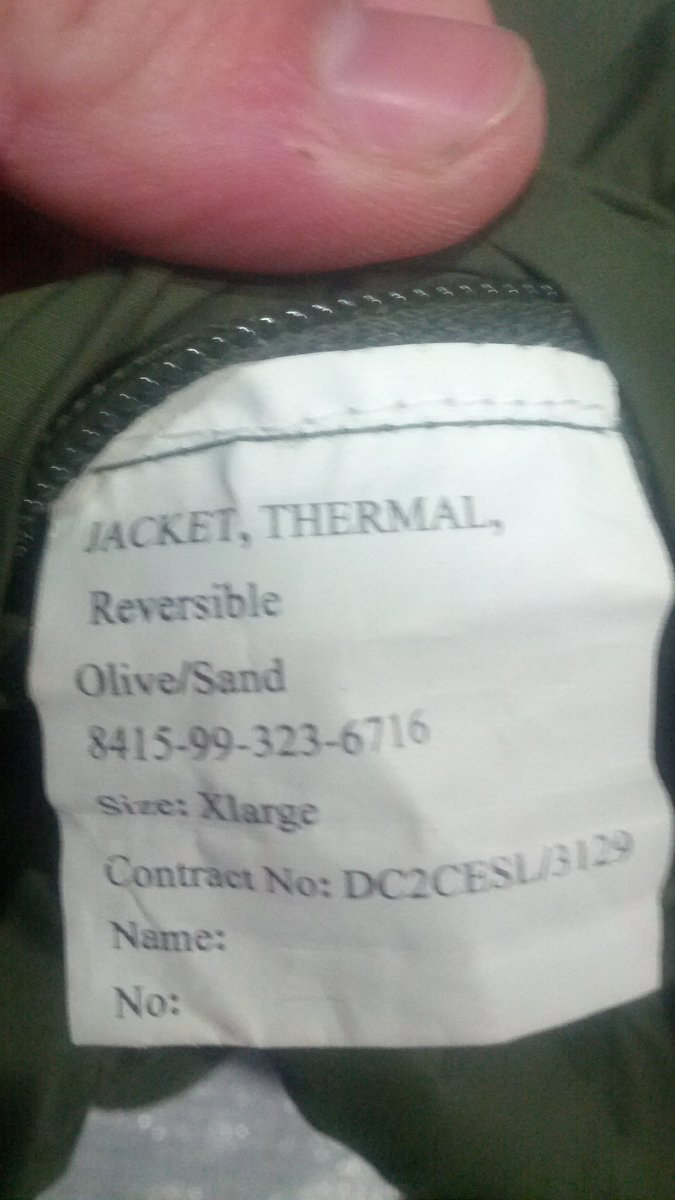 JACKET, THERMAL,
Reversible
Olive/Sand
8415-99-323-6716
Size: Xlarge
Contract No: DC2CESL/3129
Name:
No: